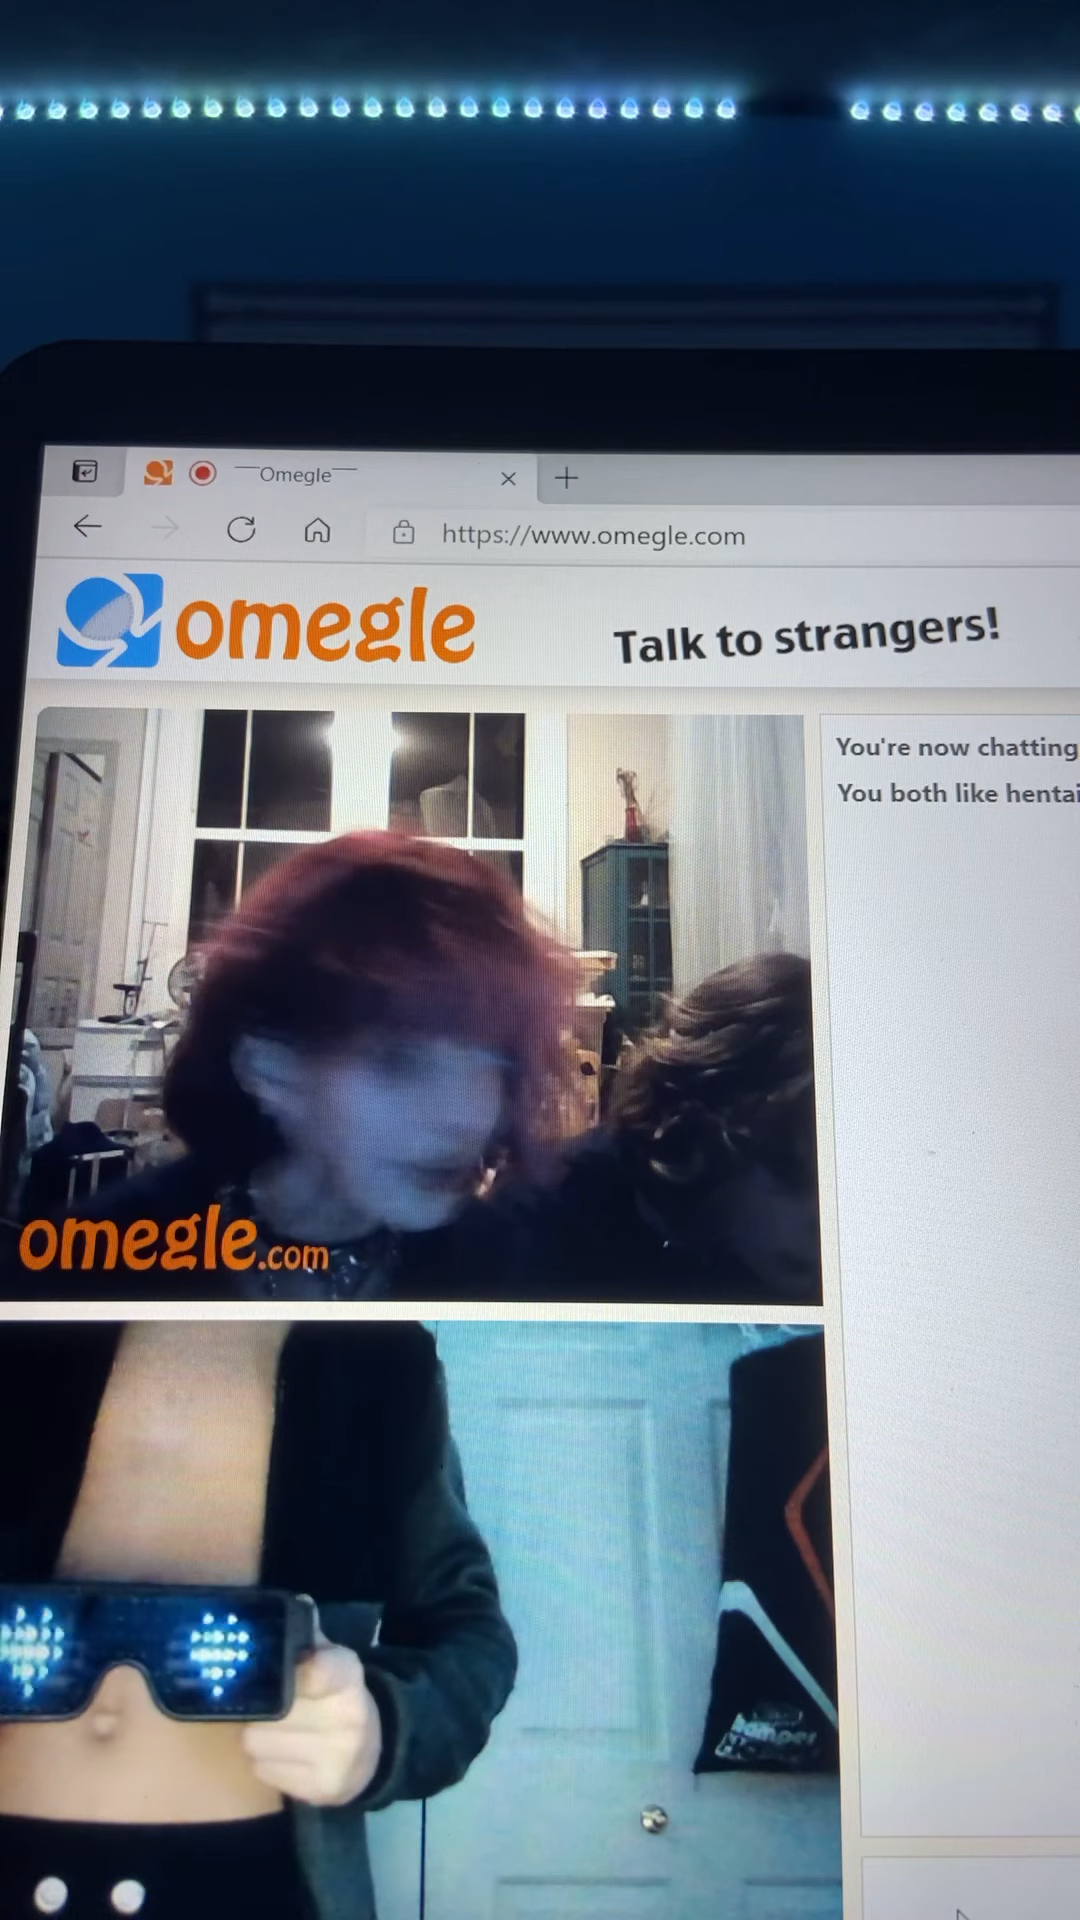 Omegle
https://www.omegle.com
omegle
Talk to strangers!
You're now chatting
You both like hentai
omegle.com